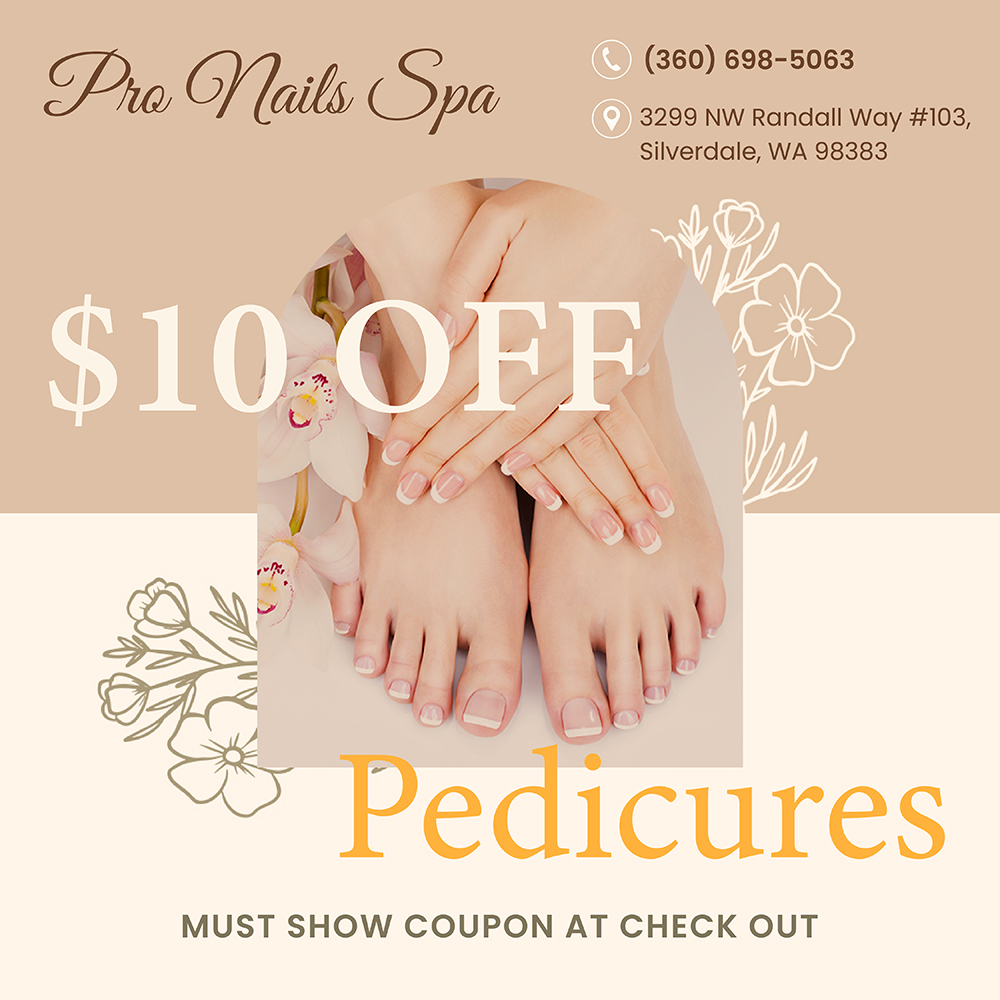 Pro Nails Spa
(360) 698-5063
3299 NW Randall Way #103,
Silverdale, WA 98383
$10 OFF
Pedicures
MUST SHOW COUPON AT CHECK OUT